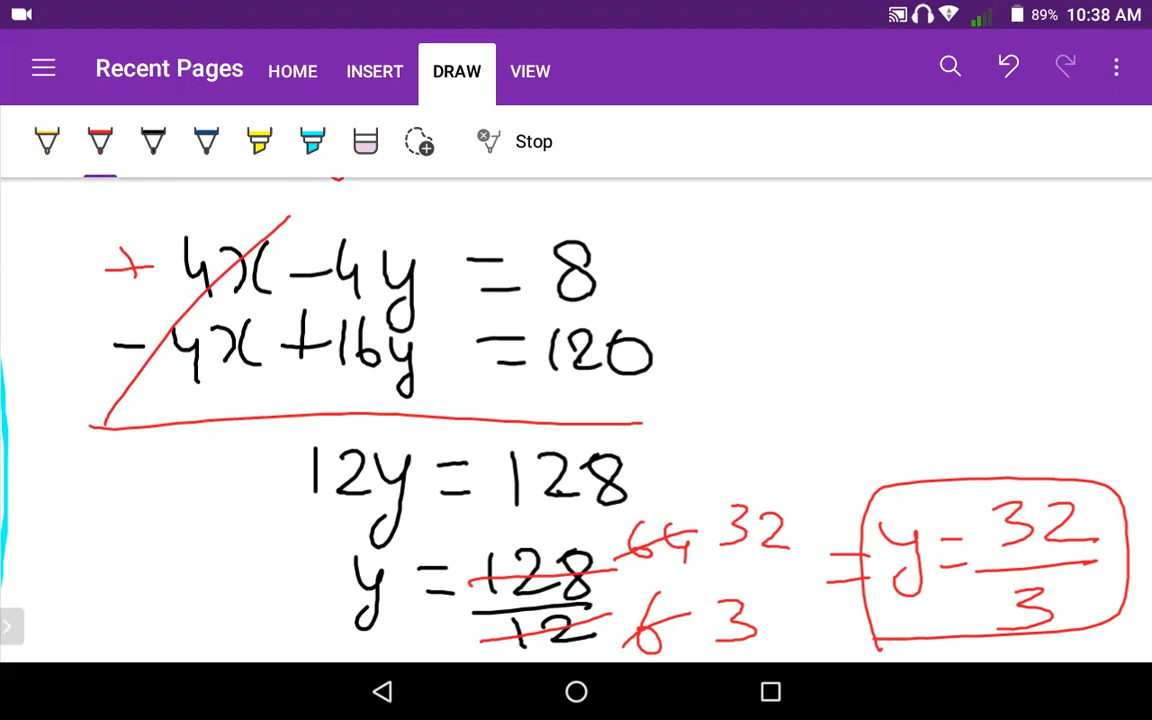 89% 10:38 AM
Recent Pages HOME INSERT DRAW VIEW
Stop
+ 4x - 4y = 8
- 4x + 16y = 120
12y = 128
y = 128/12 64/6 32/3 = y = 32/3